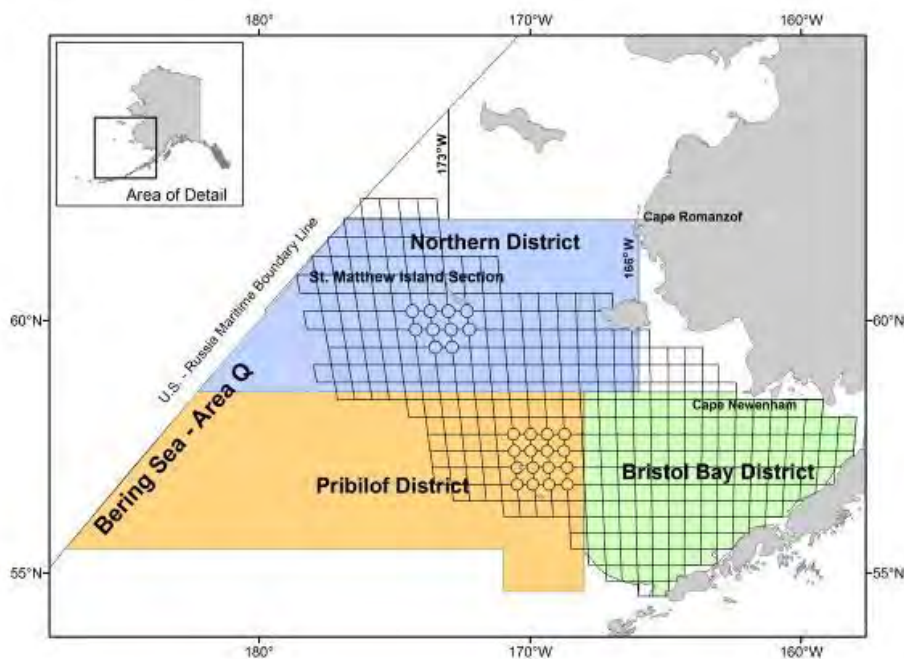 180°
170°W
160°W
Area of Detail
173°W
Cape Romanzof
Northern District
166°W
U.S. - Russia Maritime Boundary Line
St. Matthew Island Section
60°N
60°N
Bering Sea - Area Q
Cape Newenham
Pribilof District
Bristol Bay District
55°N
55°N
180°
170°W
160°W